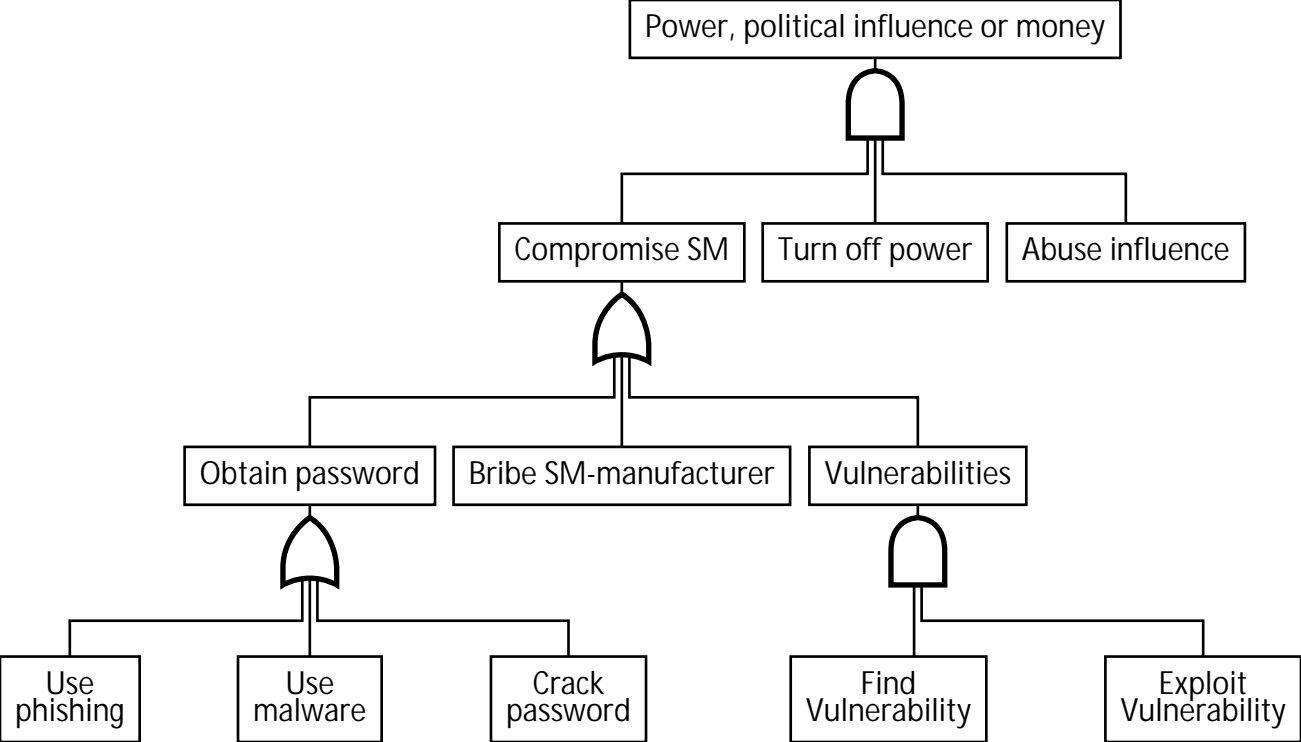 Power, political influence or money
Compromise SM
Turn off power
Abuse influence
Obtain password
Bribe SM-manufacturer
Vulnerabilities
Use
phishing
Use
malware
Crack
password
Find
Vulnerability
Exploit
Vulnerability